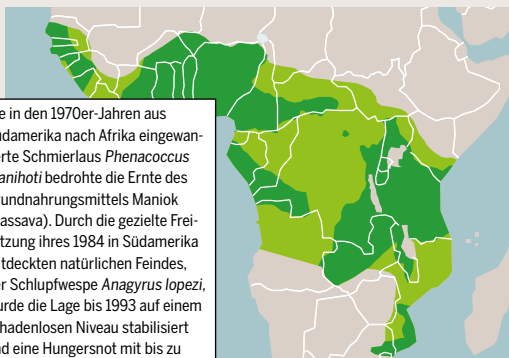 e in den 1970er-Jahren aus
damerika nach Afrika eingewan-
erte Schmierlaus Phenacoccus
anihoti bedrohte die Ernte des
undnahrungsmittels Maniok
assava). Durch die gezielte Frei-
tzung ihres 1984 in Südamerika
tdeckten natürlichen Feindes,
er Schlupfwespe Anagyrus lopezi,
urde die Lage bis 1993 auf einem
hadenlosen Niveau stabilisiert
d eine Hungersnot mit bis zu